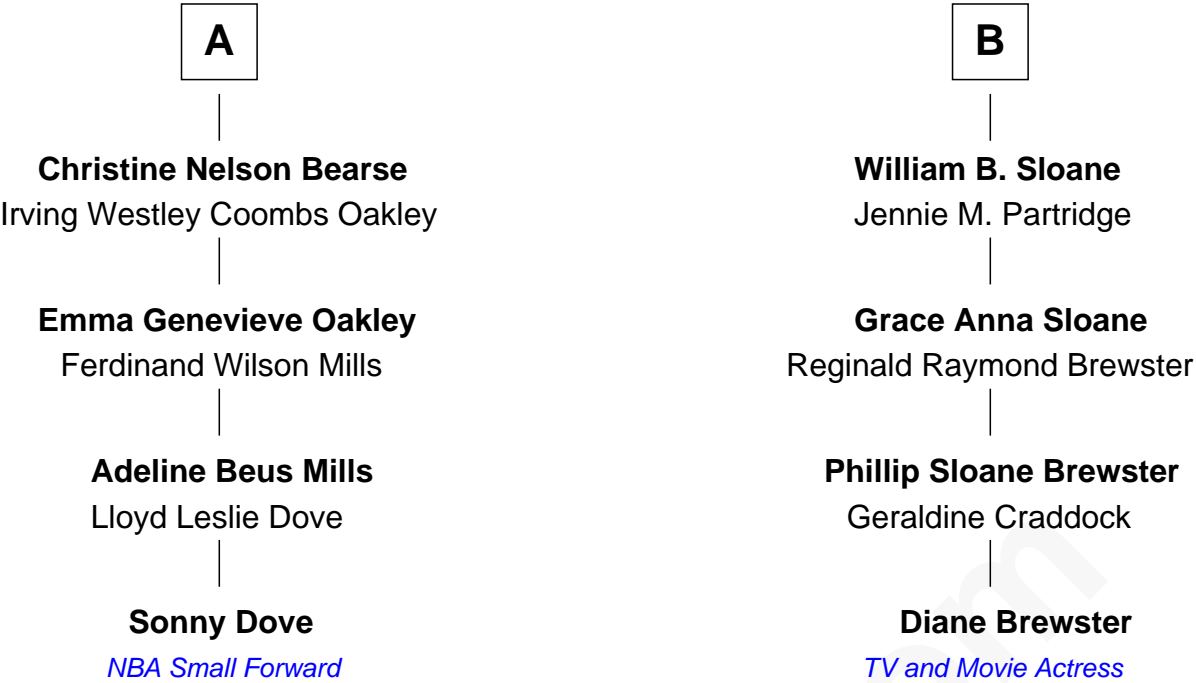 A
Christine Nelson Bearse
Irving Westley Coombs Oakley
Emma Genevieve Oakley
Ferdinand Wilson Mills
Adeline Beus Mills
Lloyd Leslie Dove
Sonny Dove
NBA Small Forward
B
William B. Sloane
Jennie M. Partridge
Grace Anna Sloane
Reginald Raymond Brewster
Phillip Sloane Brewster
Geraldine Craddock
Diane Brewster
TV and Movie Actress